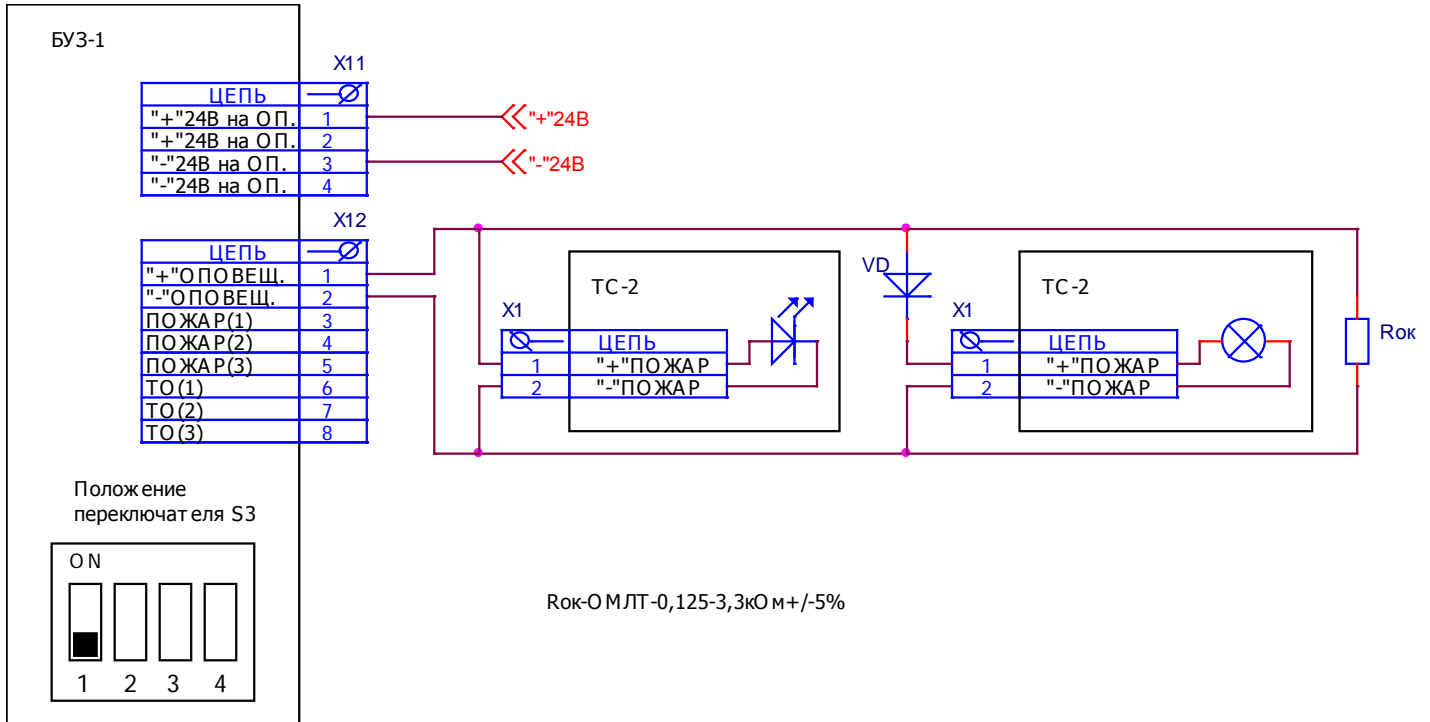 БУЗ-1
X11
ЦЕПЬ
"+"24В на ОП. 1
"+"24В на ОП. 2
"-"24В на ОП. 3
"-"24В на ОП. 4
"+"24В
"-"24В
X12
ЦЕПЬ
"+"ОПОВЕЩ. 1
"-"ОПОВЕЩ. 2
ПОЖАР(1) 3
ПОЖАР(2) 4
ПОЖАР(3) 5
ТО(1) 6
ТО(2) 7
ТО(3) 8
ТС-2
X1
ЦЕПЬ
1 "+"ПОЖАР
2 "-"ПОЖАР
VD
ТС-2
X1
ЦЕПЬ
1 "+"ПОЖАР
2 "-"ПОЖАР
Rок
Положение
переключателя S3
ON
1 2 3 4
Rок-ОМЛТ-0,125-3,3кОм+/-5%